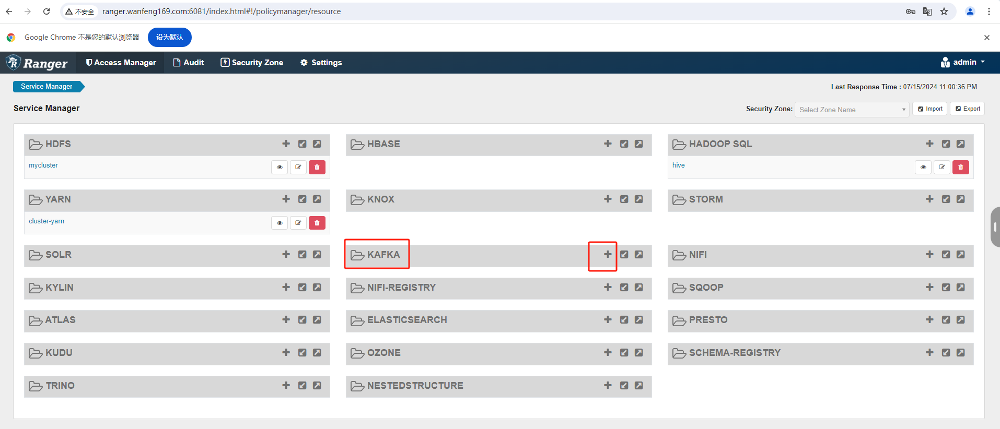 不安全 ranger.wanfeng169.com:6081/index.html#!/policymanager/resource
Google Chrome 不是您的默认浏览器 设为默认
Ranger Access Manager Audit Security Zone Settings admin
Service Manager Last Response Time : 07/15/2024 11:00:36 PM
Service Manager Security Zone: Select Zone Name Import Export
HDFS HBASE HADOOP SQL
mycluster hive
YARN KNOX STORM
cluster-yarn
SOLR KAFKA NIFI
KYLIN NIFI-REGISTRY SQOOP
ATLAS ELASTICSEARCH PRESTO
KUDU OZONE SCHEMA-REGISTRY
TRINO NESTEDSTRUCTURE